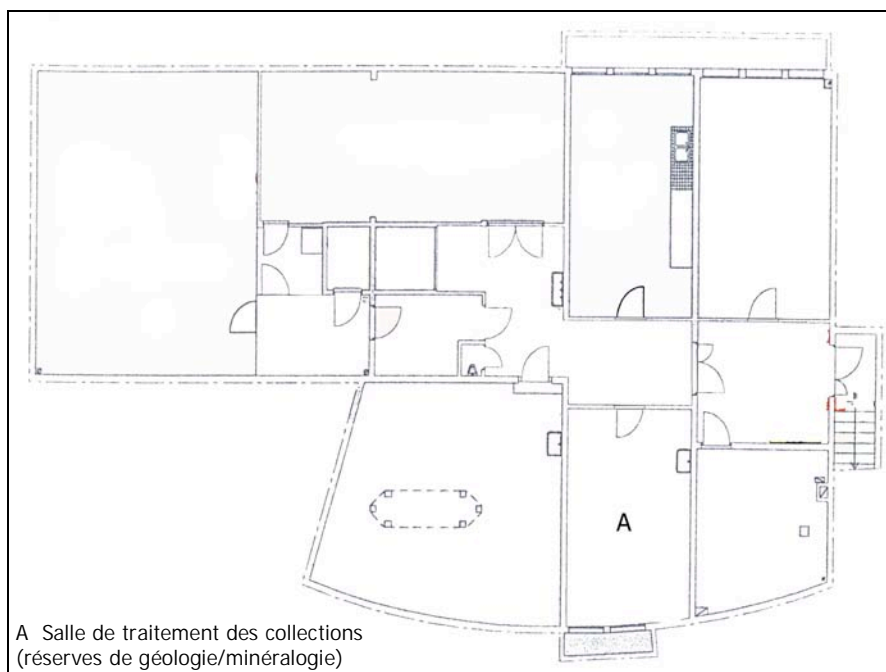 A
A Salle de traitement des collections
(réserves de géologie/minéralogie)